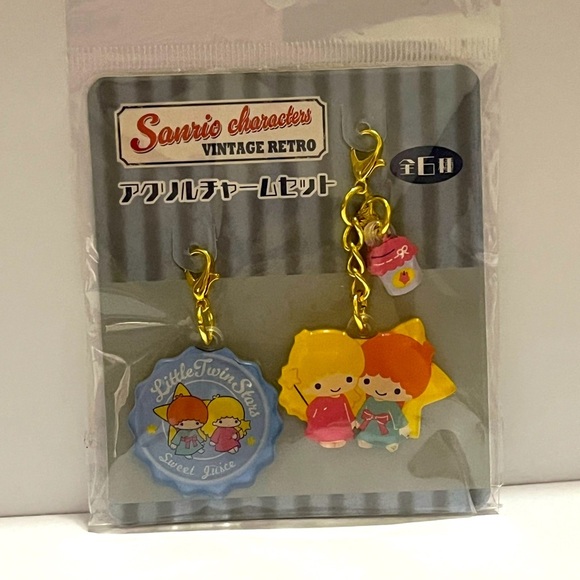 Sanrio characters
VINTAGE RETRO
アクリルチャームセット
全6種
Little Twin Stars
Sweet Juice